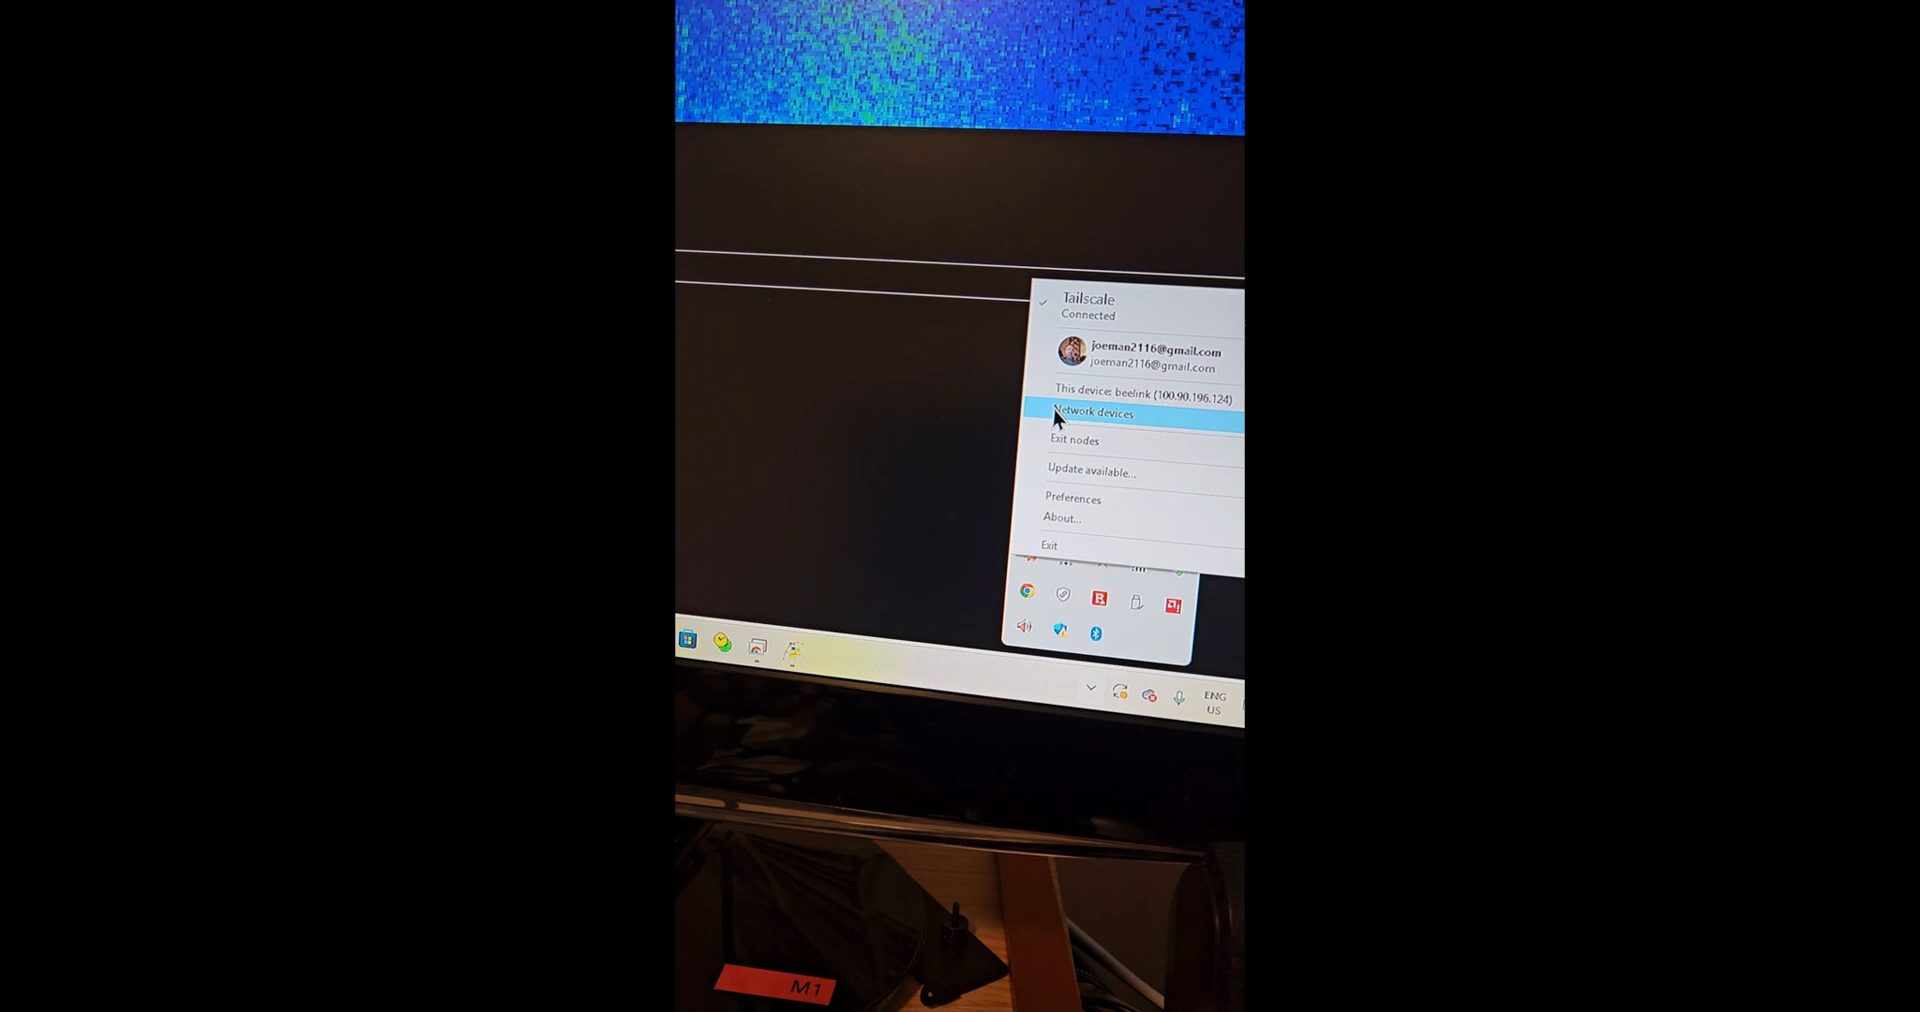 Tailscale
Connected
joeman2116@gmail.com
joeman2116@gmail.com
This device: beelink (100.90.196.124)
Network devices
Exit nodes
Update available...
Preferences
About...
Exit
ENG
US
M1